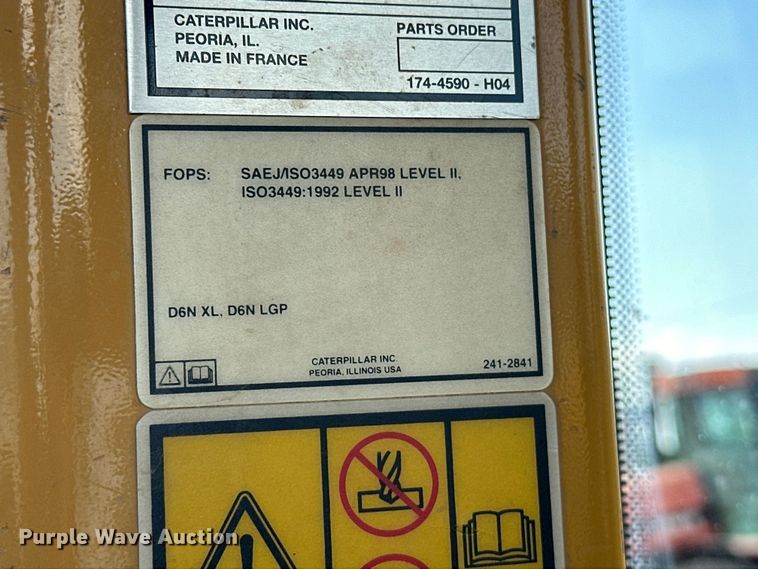 CATERPILLAR INC.
PEORIA, IL.
MADE IN FRANCE
PARTS ORDER
174-4590 - H04
FOPS: SAEJ/ISO3449 APR98 LEVEL II,
ISO3449:1992 LEVEL II
D6N XL, D6N LGP
CATERPILLAR INC
PEORIA, ILLINOIS USA
241-2841
Purple Wave Auction